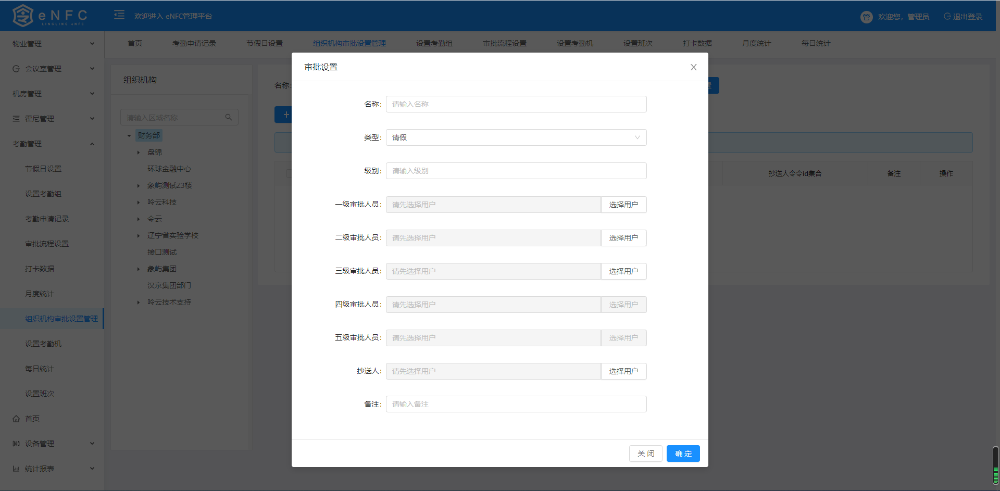 eNFC
LINGLING eNFC
欢迎进入 eNFC管理平台
管
欢迎您，管理员
退出登录
物业管理
会议室管理
机房管理
霍尼管理
考勤管理
节假日设置
设置考勤组
考勤申请记录
审批流程设置
打卡数据
月度统计
组织机构审批设置管理
设置考勤机
每日统计
设置班次
首页
设备管理
统计报表
首页
考勤申请记录
节假日设置
组织机构审批设置管理
设置考勤组
审批流程设置
设置考勤机
设置班次
打卡数据
月度统计
每日统计
组织机构
请输入区域名称
财务部
盘锦
环球金融中心
象屿测试Z3楼
呤云科技
令云
辽宁省实验学校
接口测试
象屿集团
汉京集团部门
呤云技术支持
名称:
置
抄送人令令id集合
备注
操作
审批设置
名称:
请输入名称
类型:
请假
级别:
请输入级别
一级审批人员:
请先选择用户
选择用户
二级审批人员:
请先选择用户
选择用户
三级审批人员:
请先选择用户
选择用户
四级审批人员:
请先选择用户
选择用户
五级审批人员:
请先选择用户
选择用户
抄送人:
请先选择用户
选择用户
备注:
请输入备注
关 闭
确 定